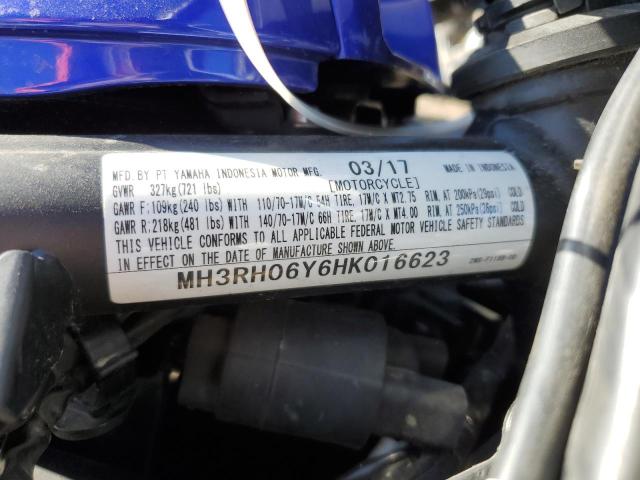 MFD. BY PT YAMAHA INDONESIA MOTOR MFG. 03/17 MADE IN INDONESIA
GVWR 327kg(721 lbs) [MOTORCYCLE]
GAWR F:109kg(240 lbs) WITH 110/70-17M/C 54H TIRE, 17M/C X MT2.75 RIM, AT 200kPa(29psi) COLD
GAWR R:218kg(481 lbs) WITH 140/70-17M/C 66H TIRE, 17M/C X MT4.00 RIM, AT 250kPa(36psi) COLD
THIS VEHICLE CONFORMS TO ALL APPLICABLE FEDERAL MOTOR VEHICLE SAFETY STANDARDS
IN EFFECT ON THE DATE OF MANUFACTURE SHOWN ABOVE.
MH3RH06Y6HK016623